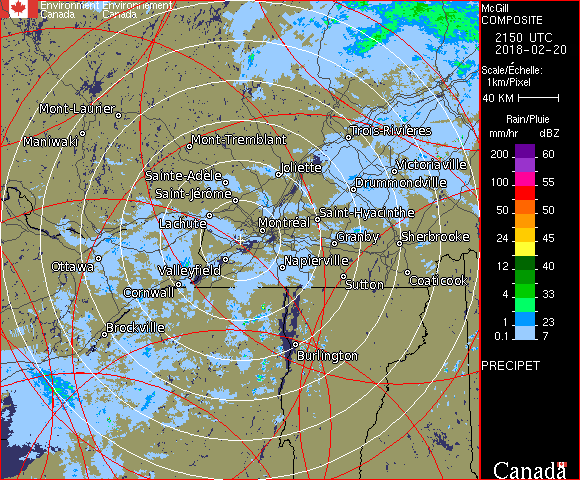 Environment Environnement
Canada Canada
McGill
COMPOSITE
2150 UTC
2018-02-20
Scale/Échelle:
1km/Pixel
40 KM
Rain/Pluie
mm/hr dBZ
200 60
100 55
50 50
24 45
12 40
4 33
1 23
0.1 7
PRECIPET
Mont-Laurier
Maniwaki
Mont-Tremblant
Trois-Rivières
Sainte-Adèle
Joliette
Victoriaville
Saint-Jérôme
Drummondville
Lachute
Montréal
Saint-Hyacinthe
Granby
Sherbrooke
Ottawa
Valleyfield
Napierville
Cornwall
Sutton
Coaticook
Brockville
Burlington
Canada